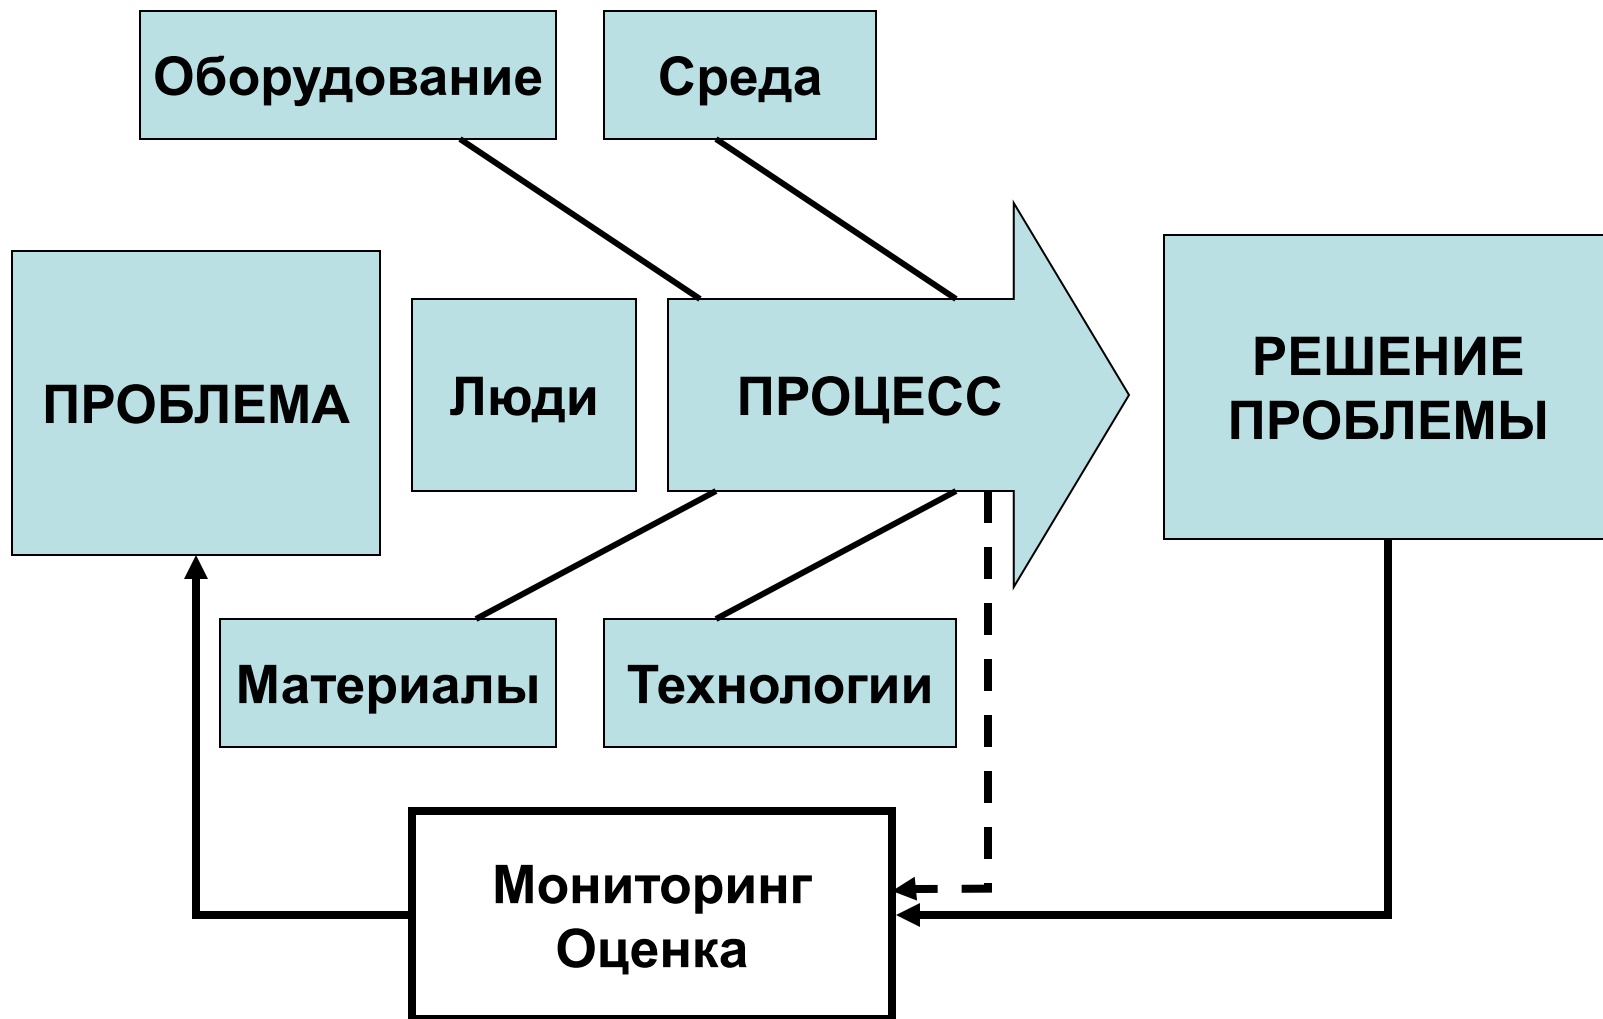 Оборудование
Среда
ПРОБЛЕМА
Люди
ПРОЦЕСС
РЕШЕНИЕ
ПРОБЛЕМЫ
Материалы
Технологии
Мониторинг
Оценка